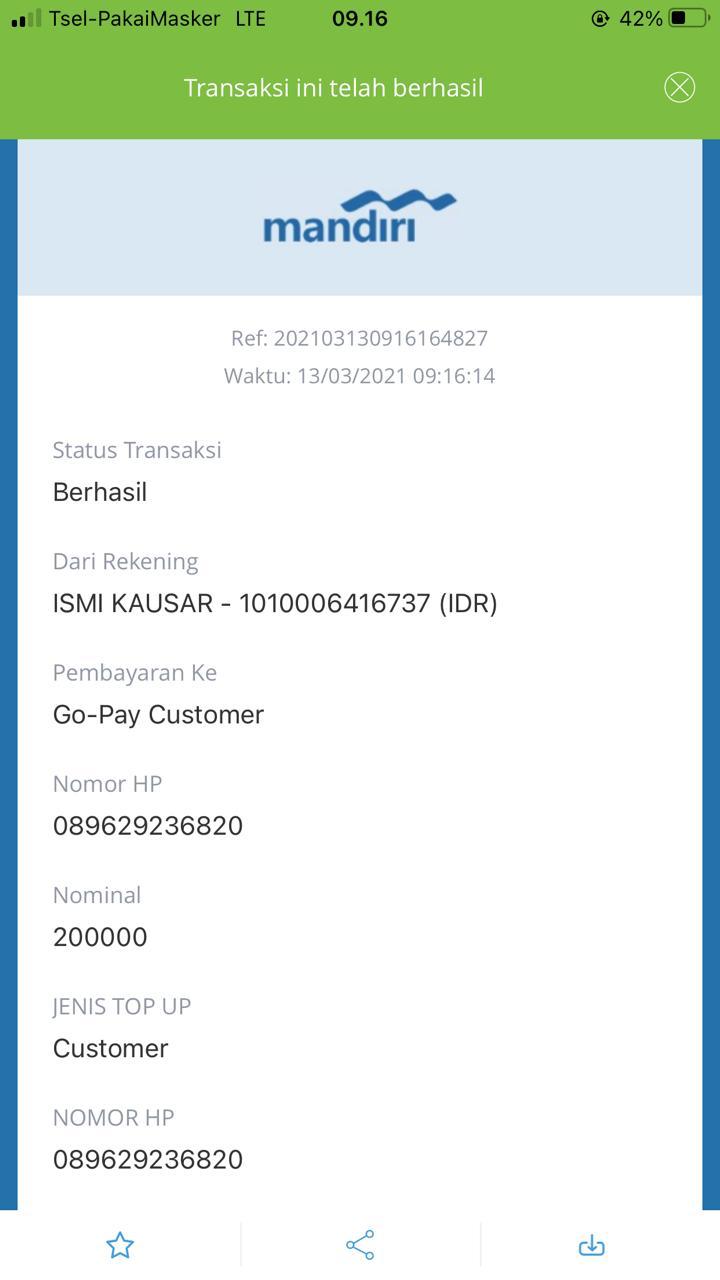 Tsel-PakaiMasker LTE 09.16 42%
Transaksi ini telah berhasil
mandırı
Ref: 202103130916164827
Waktu: 13/03/2021 09:16:14
Status Transaksi
Berhasil
Dari Rekening
ISMI KAUSAR - 1010006416737 (IDR)
Pembayaran Ke
Go-Pay Customer
Nomor HP
089629236820
Nominal
200000
JENIS TOP UP
Customer
NOMOR HP
089629236820